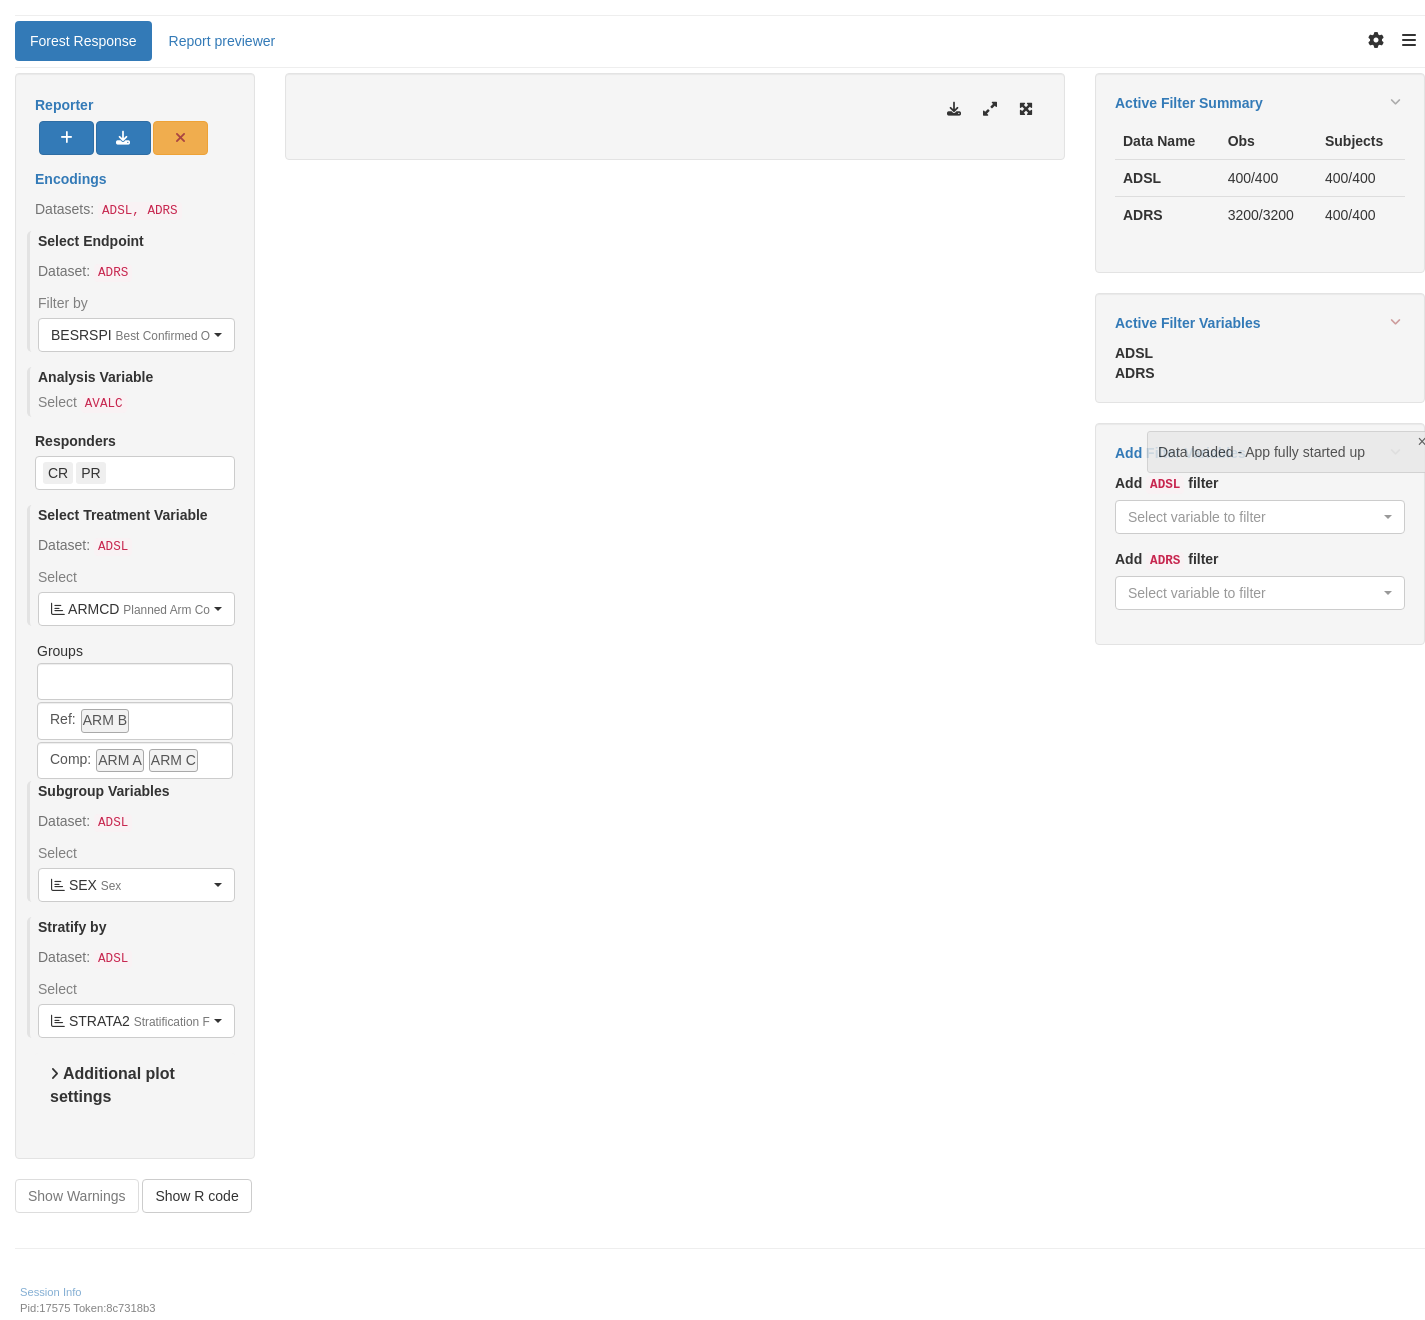 Forest Response
Report previewer
Reporter
Encodings
Datasets: ADSL, ADRS
Select Endpoint
Dataset: ADRS
Filter by
BESRSPI Best Confirmed O
Analysis Variable
Select AVALC
Responders
CR PR
Select Treatment Variable
Dataset: ADSL
Select
ARMCD Planned Arm Co
Groups
Ref: ARM B
Comp: ARM A ARM C
Subgroup Variables
Dataset: ADSL
Select
SEX Sex
Stratify by
Dataset: ADSL
Select
STRATA2 Stratification F
Additional plot
settings
Show Warnings
Show R code
Active Filter Summary
Data Name Obs Subjects
ADSL 400/400 400/400
ADRS 3200/3200 400/400
Active Filter Variables
ADSL
ADRS
Add
Data loaded - App fully started up
×
Add ADSL filter
Select variable to filter
Add ADRS filter
Select variable to filter
Session Info
Pid:17575 Token:8c7318b3